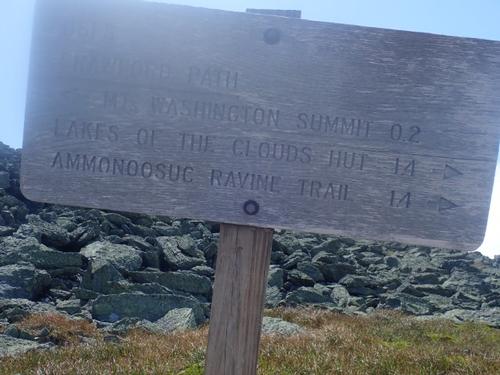 CRAWFORD PATH
MT. WASHINGTON SUMMIT 0.2
LAKES OF THE CLOUDS HUT 1.4
AMMONOOSUC RAVINE TRAIL 1.4